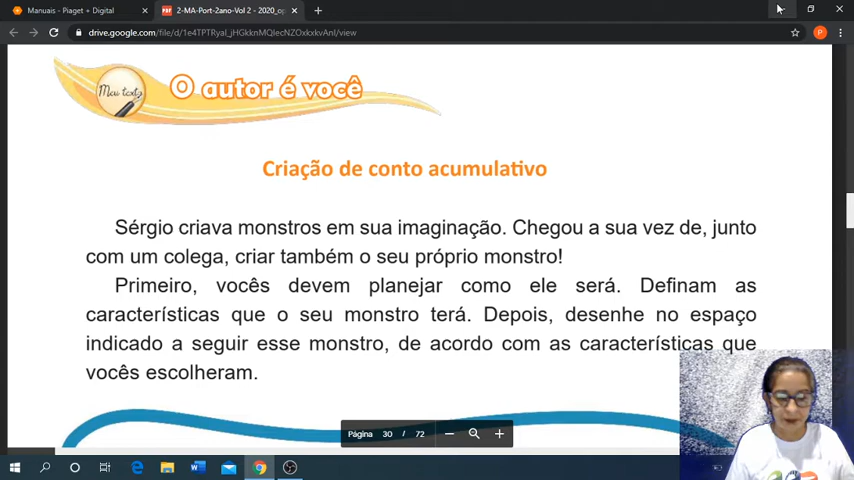 Manuais - Piaget + Digital
2-MA-Port-2ano-Vol 2 - 2020_op
drive.google.com/file/d/
/view
Meu texto
O autor é você
Criação de conto acumulativo
Sérgio criava monstros em sua imaginação. Chegou a sua vez de, junto
com um colega, criar também o seu próprio monstro!
Primeiro, vocês devem planejar como ele será. Definam as
características que o seu monstro terá. Depois, desenhe no espaço
indicado a seguir esse monstro, de acordo com as características que
vocês escolheram.
Página 30 / 72